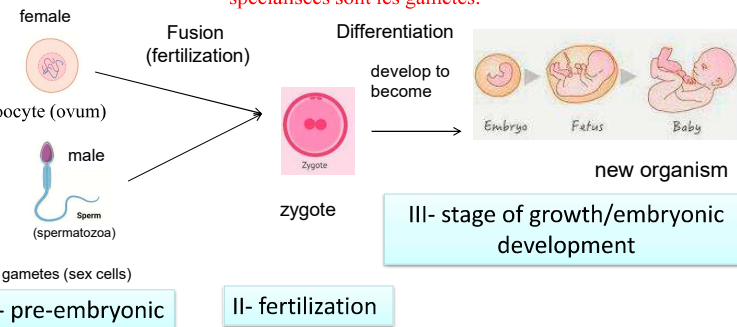 spécialisées sont les gamètes.
female
Fusion
(fertilization)
Differentiation
develop to
become
oocyte (ovum)
male
Sperm
(spermatozoa)
Zygote
zygote
Embryo Fetus Baby
new organism
III- stage of growth/embryonic
development
gametes (sex cells)
- pre-embryonic
II- fertilization